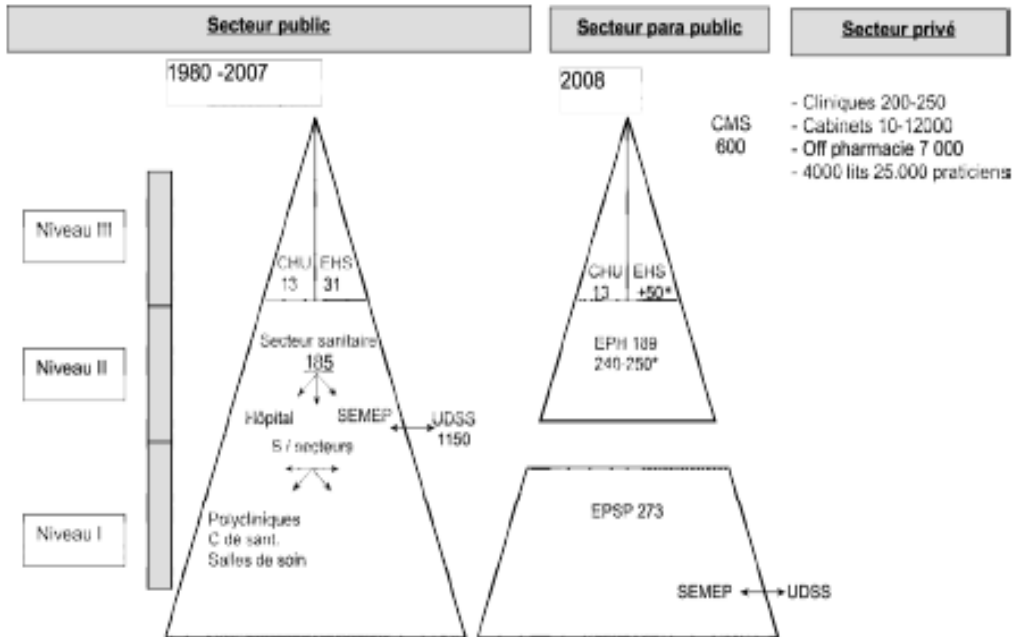 Secteur public
Secteur para public
Secteur privé
1980 -2007
2008
CMS
600
- Cliniques 200-250
- Cabinets 10-12000
- Off pharmacie 7 000
- 4000 lits 25.000 praticiens
Niveau III
CHU
13
EHS
31
CHU
13
EHS
+50*
Niveau II
Secteur sanitaire
185
Hôpital
SEMEP
UDSS
1150
S / secteurs
EPH 189
240-250*
Niveau I
Polycliniques
C de sant.
Salles de soin
EPSP 273
SEMEP
UDSS